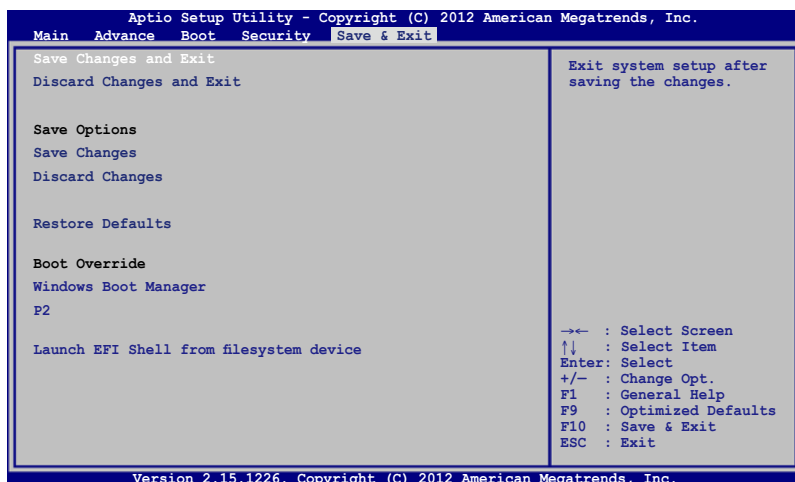 Aptio Setup Utility - Copyright (C) 2012 American Megatrends, Inc.
Main Advance Boot Security Save & Exit
Save Changes and Exit
Discard Changes and Exit
Save Options
Save Changes
Discard Changes
Restore Defaults
Boot Override
Windows Boot Manager
P2
Launch EFI Shell from filesystem device
Exit system setup after
saving the changes.
→← : Select Screen
↑↓ : Select Item
Enter: Select
+/— : Change Opt.
F1 : General Help
F9 : Optimized Defaults
F10 : Save & Exit
ESC : Exit
Version 2.15.1226. Copyright (C) 2012 American Megatrends, Inc.